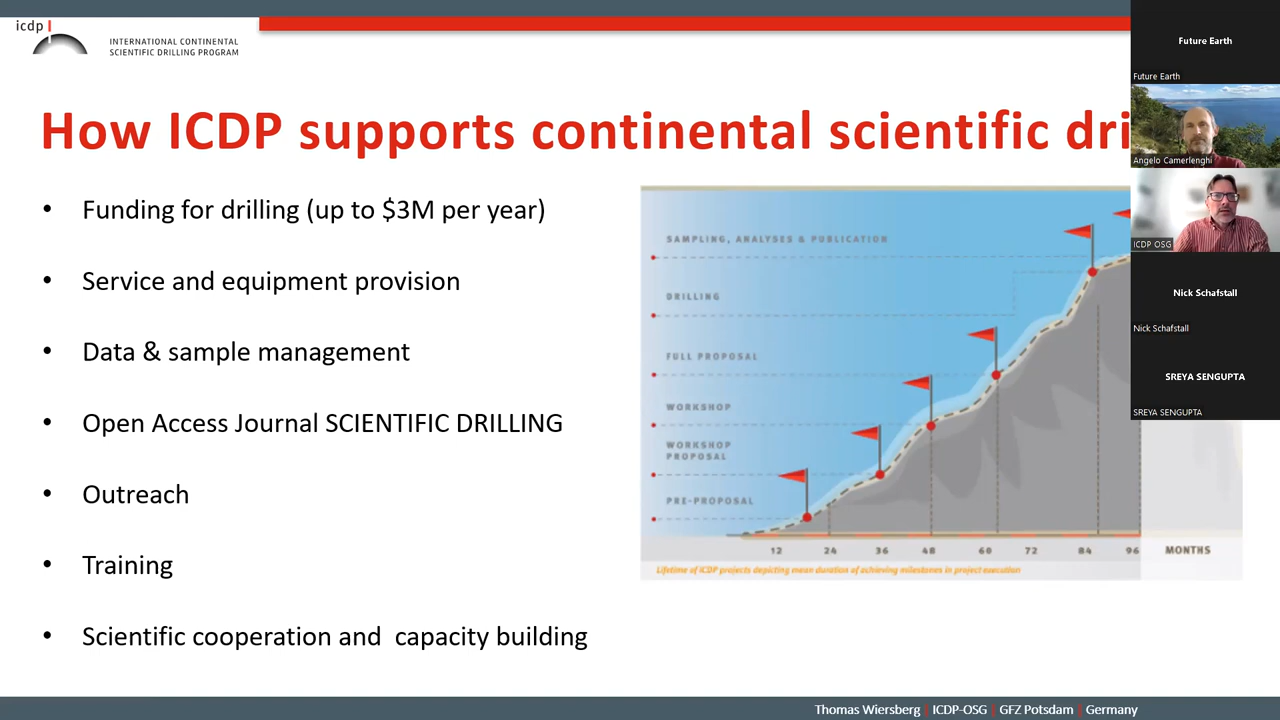 icdp
INTERNATIONAL CONTINENTAL
SCIENTIFIC DRILLING PROGRAM
How ICDP supports continental scientific dri
• Funding for drilling (up to $3M per year)
• Service and equipment provision
• Data & sample management
• Open Access Journal SCIENTIFIC DRILLING
• Outreach
• Training
• Scientific cooperation and  capacity building
SAMPLING, ANALYSES & PUBLICATION
DRILLING
FULL PROPOSAL
WORKSHOP
WORKSHOP
PROPOSAL
PRE-PROPOSAL
12 24 36 48 60 72 84 96 MONTHS
Lifetime of ICDP projects depicting mean duration of achieving milestones in project execution
Future Earth
Future Earth
Angelo Camerlenghi
ICDP OSG
Nick Schafstall
Nick Schafstall
SREYA SENGUPTA
SREYA SENGUPTA
Thomas Wiersberg | ICDP-OSG | GFZ Potsdam | Germany